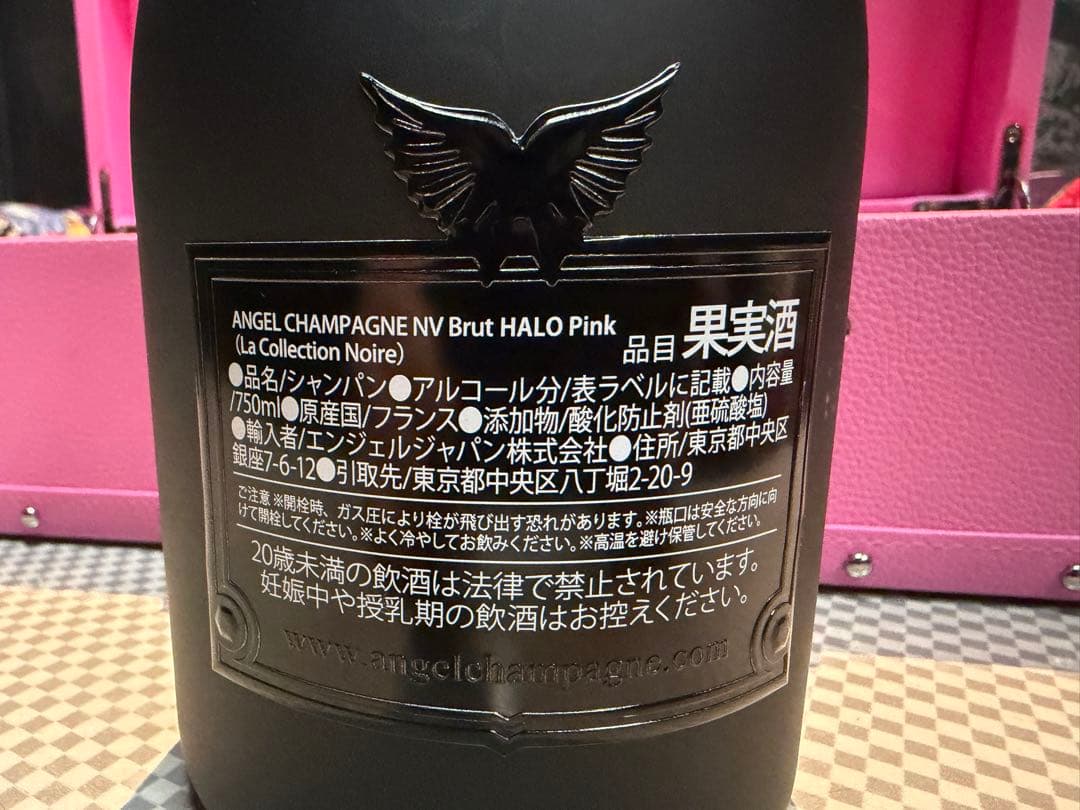 ANGEL CHAMPAGNE NV Brut HALO Pink
(La Collection Noire)
品目 果実酒
●品名/シャンパン●アルコール分/表ラベルに記載●内容量
/750ml●原産国/フランス●添加物/酸化防止剤(亜硫酸塩)
●輸入者/エンジェルジャパン株式会社●住所/東京都中央区
銀座7-6-12●引取先/東京都中央区八丁堀2-20-9
ご注意 ※開栓時、ガス圧により栓が飛び出す恐れがあります。※瓶口は安全な方向に向
けて開栓してください。※よく冷やしてお飲みください。※高温を避け保管してください。
20歳未満の飲酒は法律で禁止されています。
妊娠中や授乳期の飲酒はお控えください。
www.angelchampagne.com